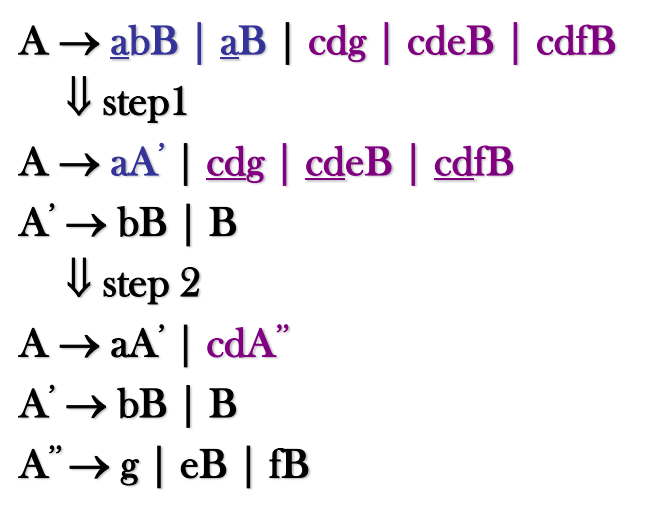 A → abB | aB | cdg | cdeB | cdfB
⇓ step1
A → aA’ | cdg | cdeB | cdfB
A’ → bB | B
⇓ step 2
A → aA’ | cdA”
A’ → bB | B
A” → g | eB | fB